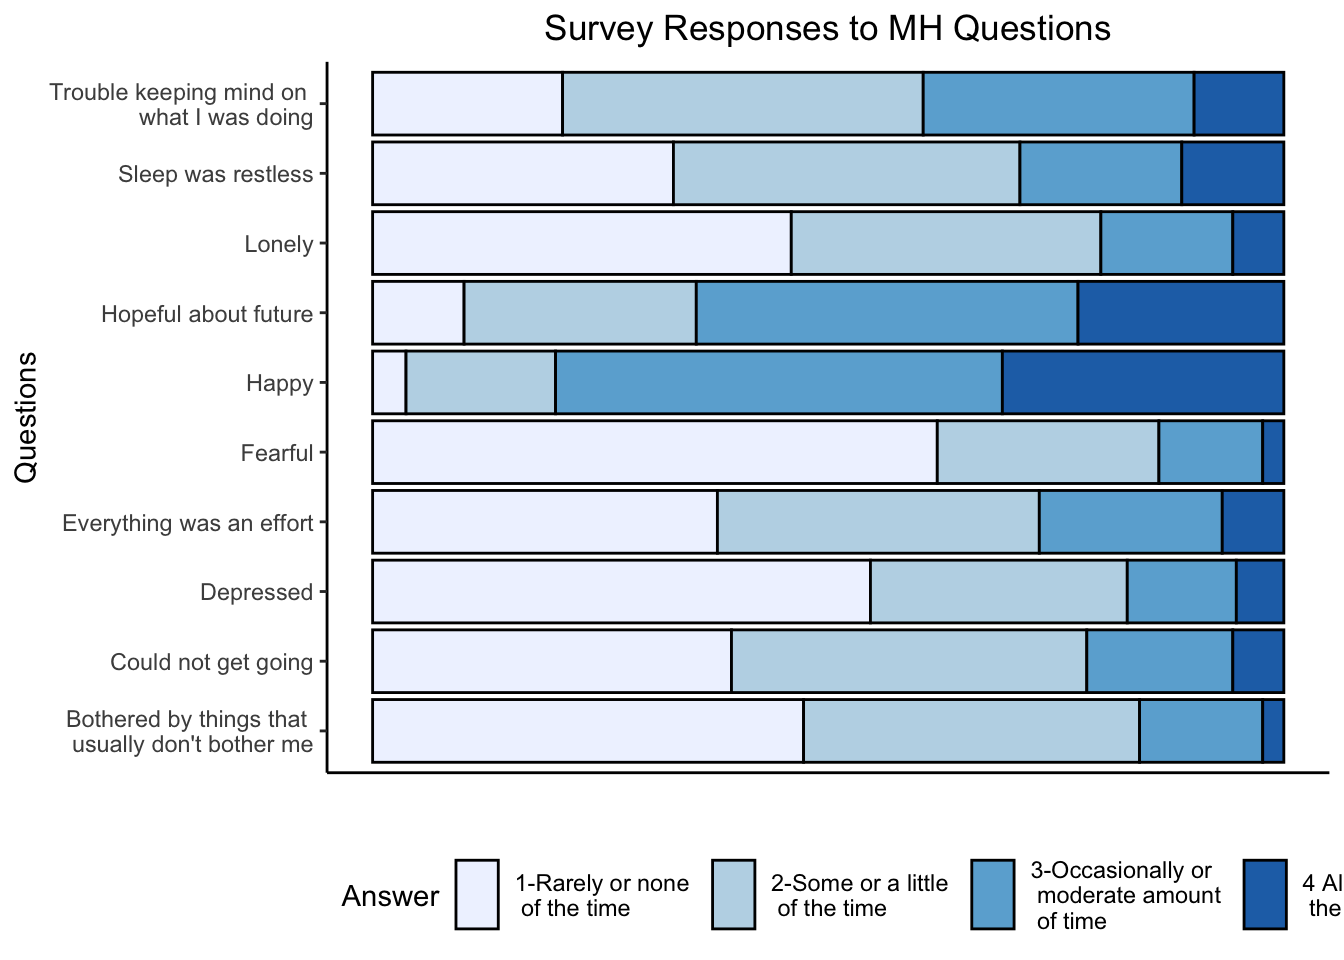 Survey Responses to MH Questions
Trouble keeping mind on
what I was doing
Sleep was restless
Lonely
Hopeful about future
Happy
Fearful
Everything was an effort
Depressed
Could not get going
Bothered by things that
usually don't bother me
Questions
Answer
1-Rarely or none
of the time
2-Some or a little
of the time
3-Occasionally or
moderate amount
of time
4
the